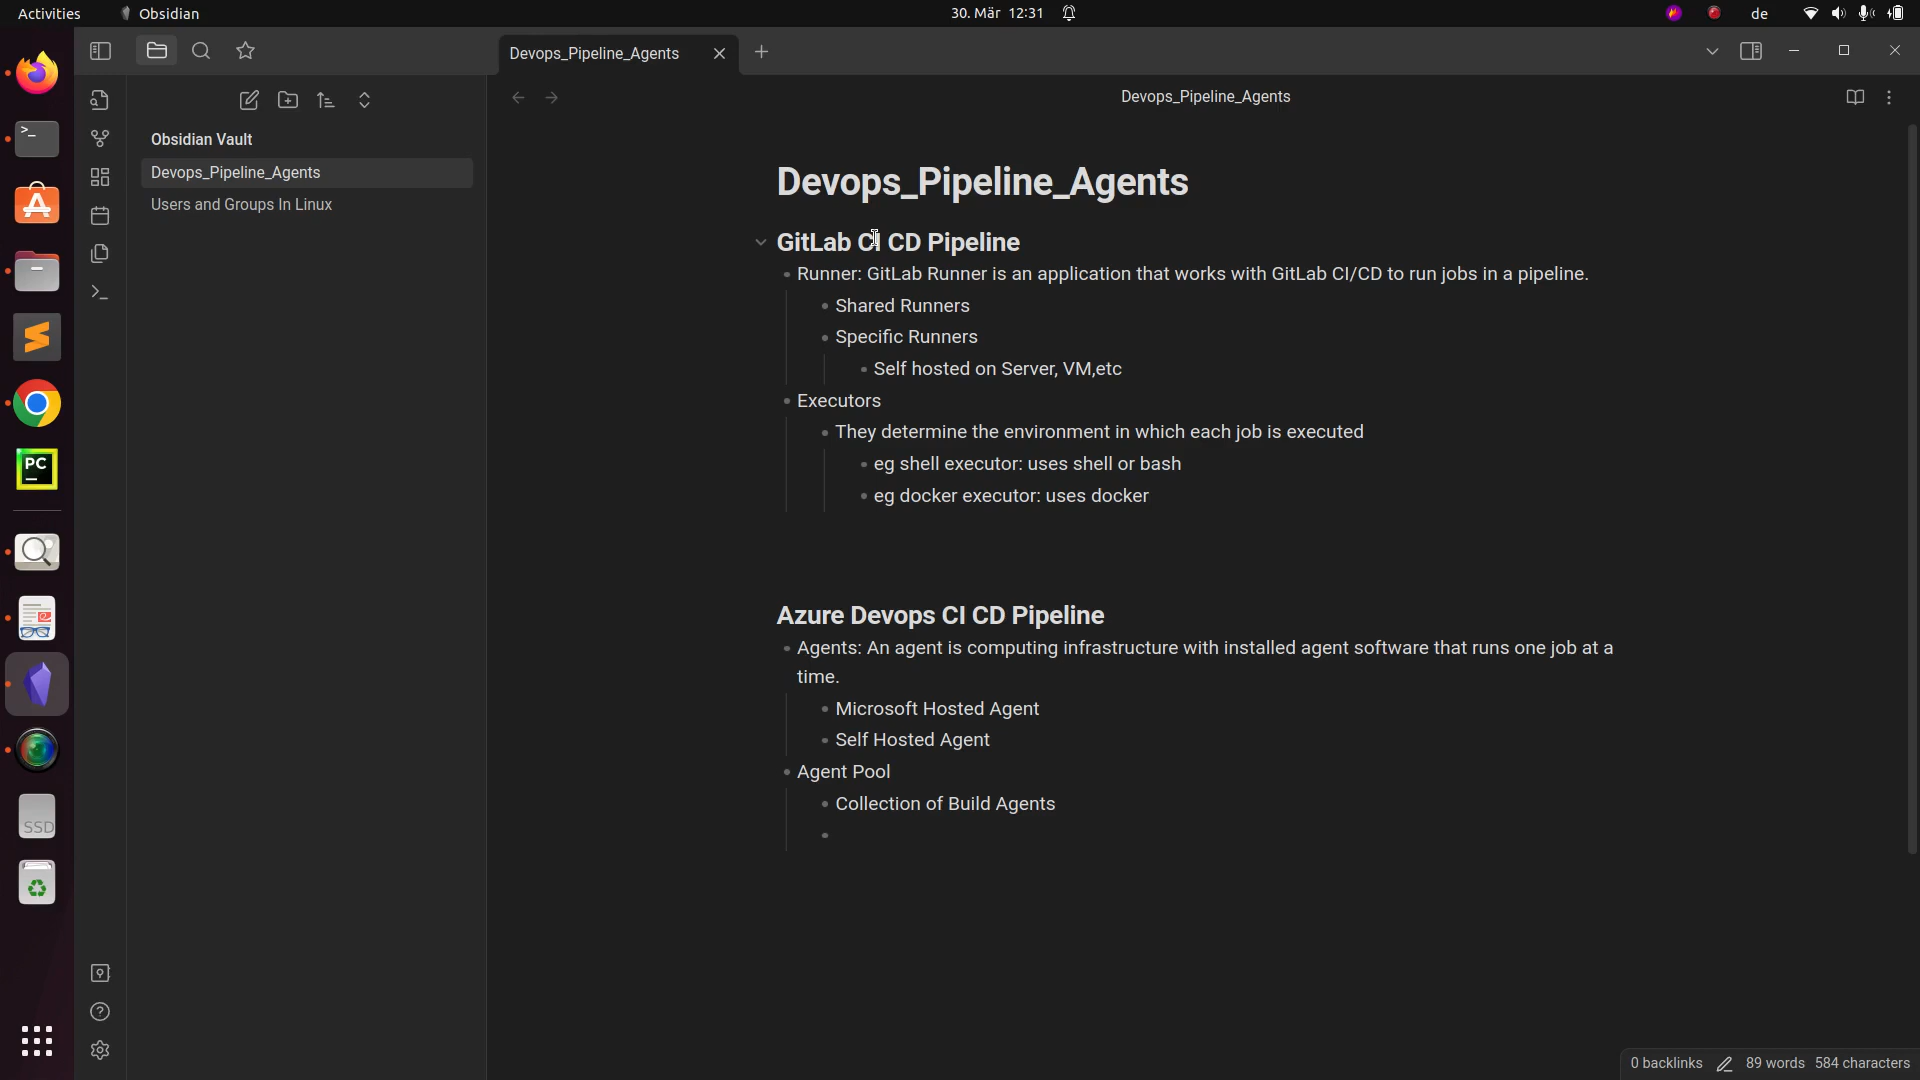 Activities
Obsidian
30. Mär 12:31
de
Devops_Pipeline_Agents
Devops_Pipeline_Agents
Obsidian Vault
Devops_Pipeline_Agents
Users and Groups In Linux
Devops_Pipeline_Agents
GitLab CI CD Pipeline
Runner: GitLab Runner is an application that works with GitLab CI/CD to run jobs in a pipeline.
Shared Runners
Specific Runners
Self hosted on Server, VM,etc
Executors
They determine the environment in which each job is executed
eg shell executor: uses shell or bash
eg docker executor: uses docker
Azure Devops CI CD Pipeline
Agents: An agent is computing infrastructure with installed agent software that runs one job at a
time.
Microsoft Hosted Agent
Self Hosted Agent
Agent Pool
Collection of Build Agents
>_
PC
SSD
0 backlinks 89 words 584 characters